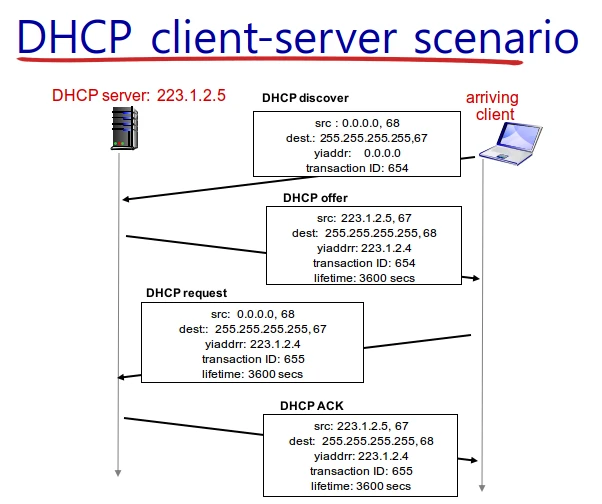 DHCP client-server scenario
DHCP server: 223.1.2.5
arriving
client
DHCP discover
src : 0.0.0.0, 68
dest.: 255.255.255.255,67
yiaddr: 0.0.0.0
transaction ID: 654
DHCP offer
src: 223.1.2.5, 67
dest: 255.255.255.255, 68
yiaddrr: 223.1.2.4
transaction ID: 654
lifetime: 3600 secs
DHCP request
src: 0.0.0.0, 68
dest:: 255.255.255.255, 67
yiaddrr: 223.1.2.4
transaction ID: 655
lifetime: 3600 secs
DHCP ACK
src: 223.1.2.5, 67
dest: 255.255.255.255, 68
yiaddrr: 223.1.2.4
transaction ID: 655
lifetime: 3600 secs